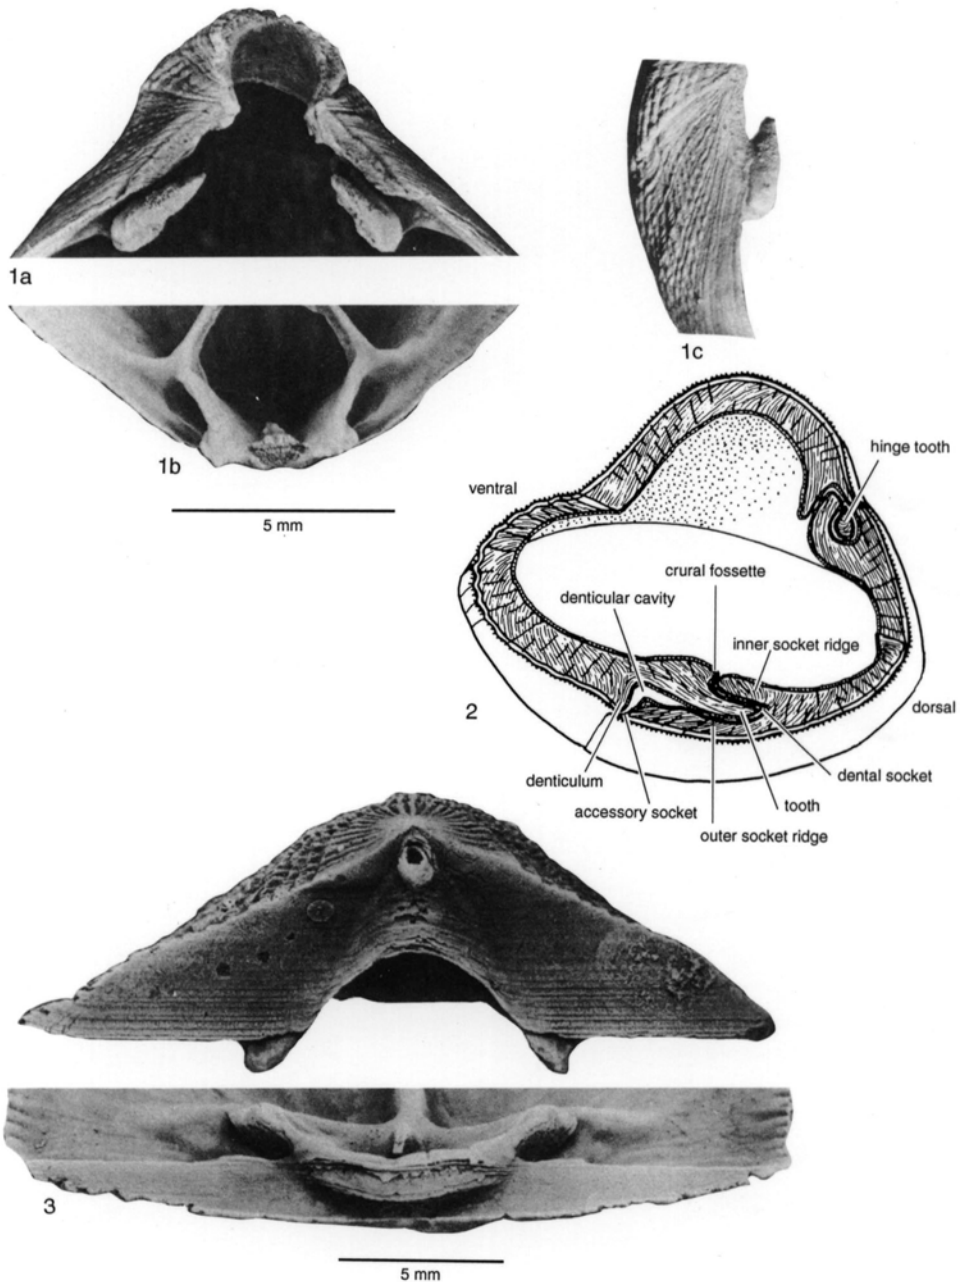 1a
1c
1b
5 mm
hinge tooth
ventral
crural fossette
denticular cavity
inner socket ridge
2
dorsal
denticulum
dental socket
accessory socket
tooth
outer socket ridge
3
5 mm